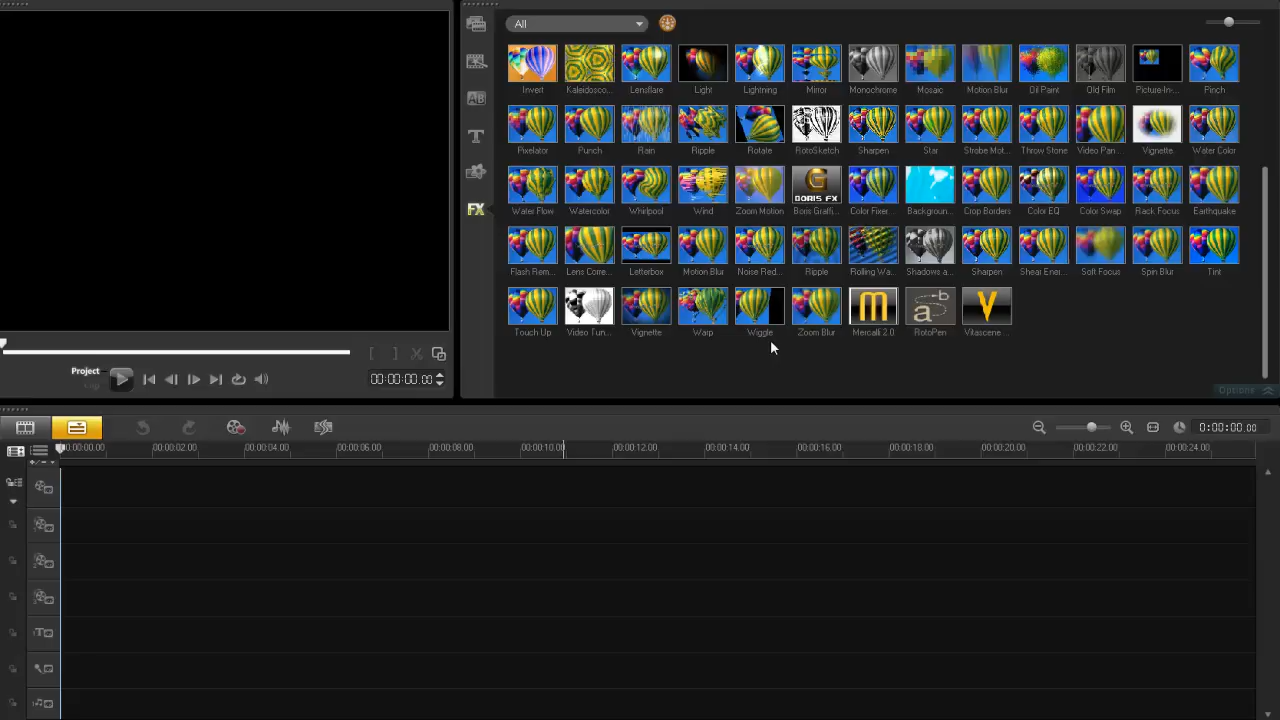 All
Invert Kaleidosco... Lensflare Light Lightning Mirror Monochrome Mosaic Motion Blur Oil Paint Old Film Picture-In-... Pinch
AB
T
Pixelator Punch Rain Ripple Rotate RotoSketch Sharpen Star Strobe Mot... Throw Stone Video Pan... Vignette Water Color
G
BORIS FX
FX
Water Flow Watercolor Whirlpool Wind Zoom Motion Boris Graffi... Color Fixer... Backgroun... Crop Borders Color EQ Color Swap Rack Focus Earthquake
Flash Rem... Lens Corre... Letterbox Motion Blur Noise Red... Ripple Rolling Wa... Shadows a... Sharpen Shear Ener... Soft Focus Spin Blur Tint
m a b V
Touch Up Video Tun... Vignette Warp Wiggle Zoom Blur Mercalli 2.0 RotoPen Vitascene ...
Project
Clip
00:00:00.00
Options
0:00:00.00
00:00:00.00 00:00:02.00 00:00:04.00 00:00:06.00 00:00:08.00 00:00:10.00 00:00:12.00 00:00:14.00 00:00:16.00 00:00:18.00 00:00:20.00 00:00:22.00 00:00:24.00